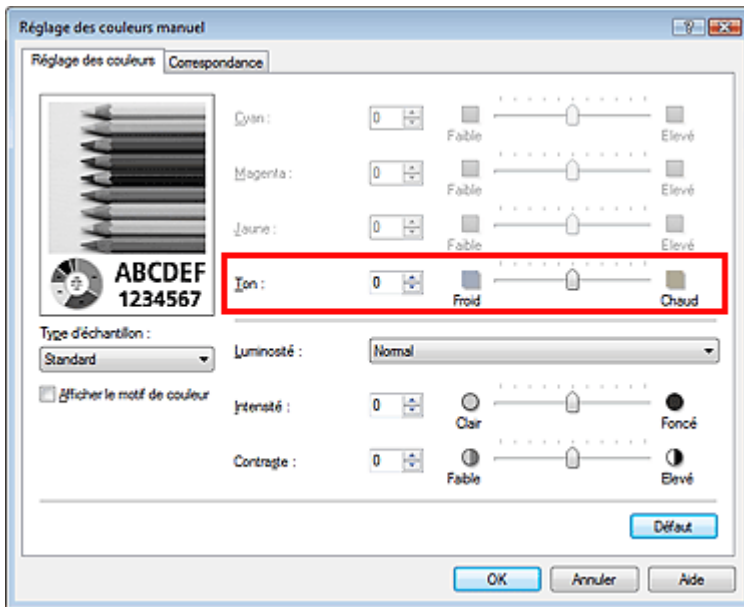 Réglage des couleurs manuel
Réglage des couleurs Correspondance
Cyan : 0 Faible Elevé
Magenta : 0 Faible Elevé
Jaune : 0 Faible Elevé
ABCDEF
1234567
Ton : 0 Froid Chaud
Type d'échantillon :
Standard
Luminosité : Normal
Afficher le motif de couleur
Intensité : 0 Clair Foncé
Contraste : 0 Faible Elevé
Défaut
OK Annuler Aide